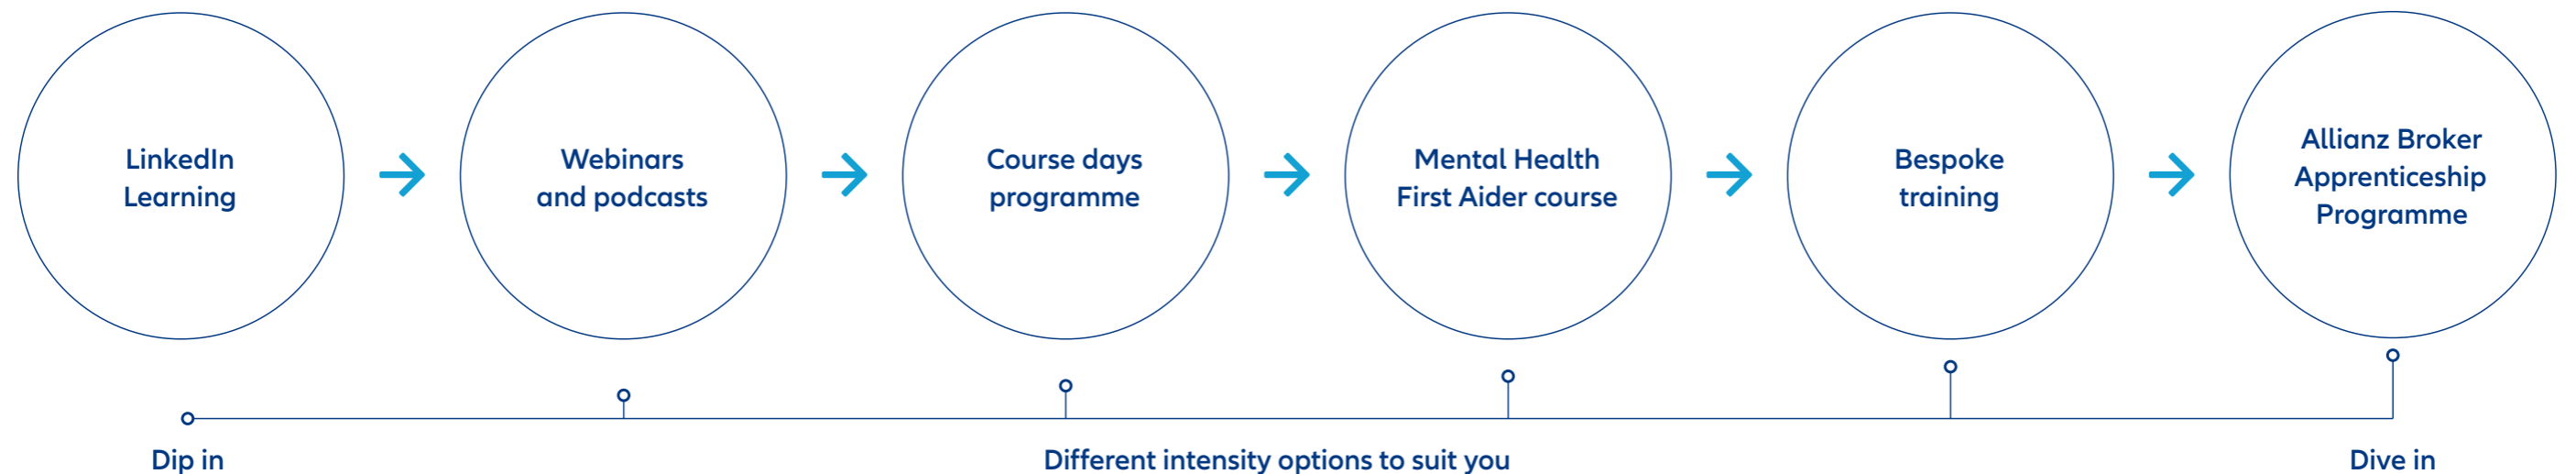 LinkedIn
Learning
Webinars
and podcasts
Course days
programme
Mental Health
First Aider course
Bespoke
training
Allianz Broker
Apprenticeship
Programme
Dip in
Different intensity options to suit you
Dive in